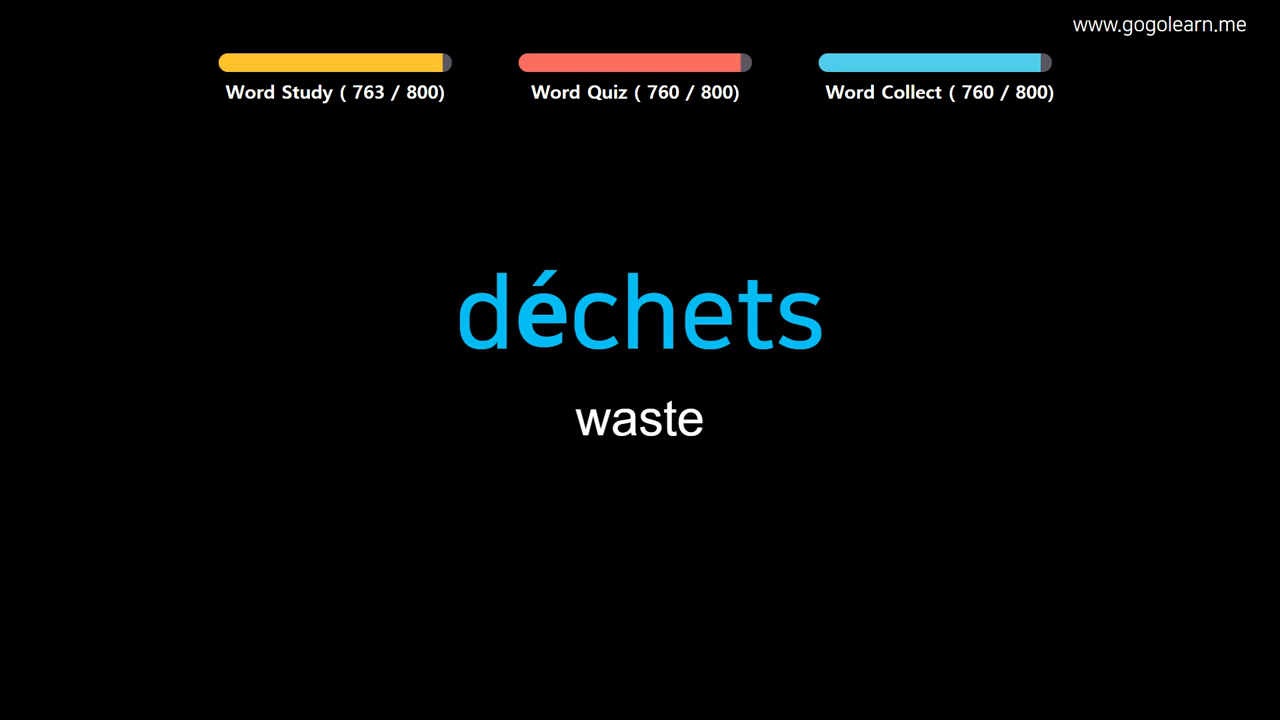 www.gogolearn.me
Word Study ( 763 / 800)
Word Quiz ( 760 / 800)
Word Collect ( 760 / 800)
déchets
waste